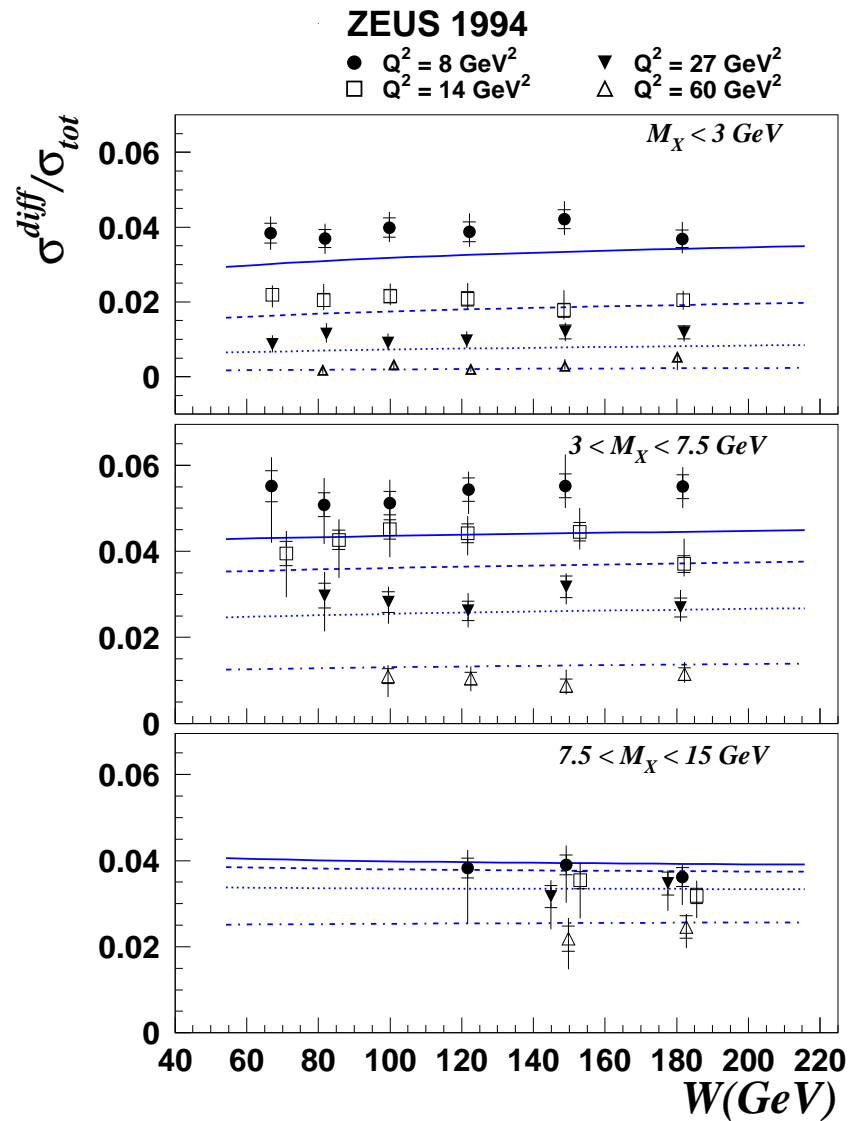 ZEUS 1994
Q² = 8 GeV² Q² = 27 GeV²
Q² = 14 GeV² Q² = 60 GeV²
σ^diff/σ_tot
M_X < 3 GeV
0.06
0.04
0.02
0
3 < M_X < 7.5 GeV
0.06
0.04
0.02
0
7.5 < M_X < 15 GeV
0.06
0.04
0.02
0
40 60 80 100 120 140 160 180 200 220
W(GeV)